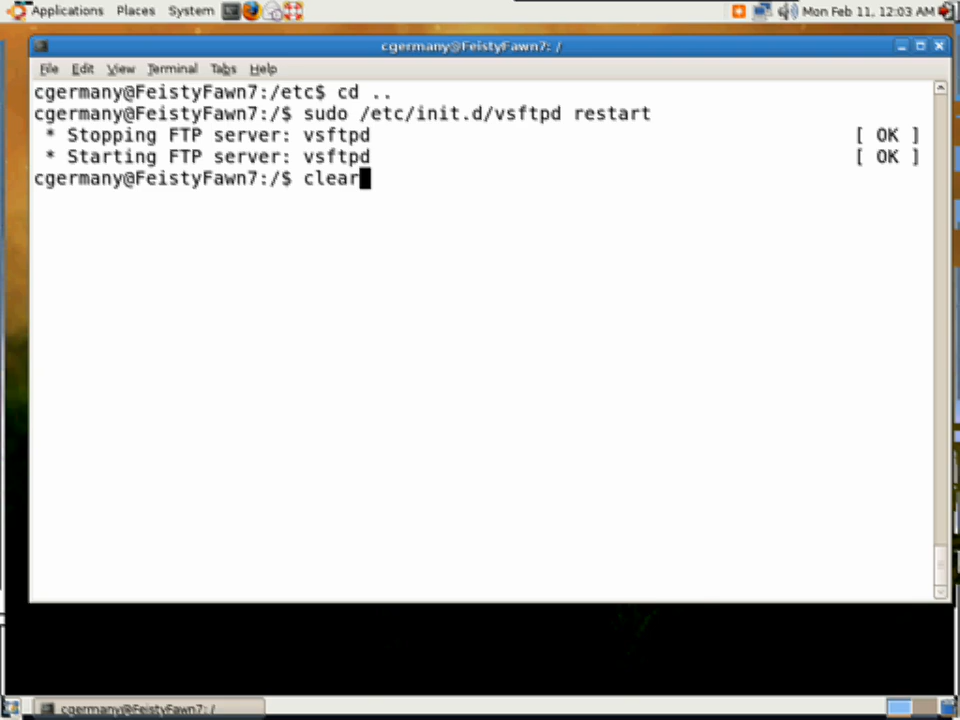 Applications Places System Mon Feb 11, 12:03 AM
cgermany@FeistyFawn7: /
File Edit View Terminal Tabs Help
cgermany@FeistyFawn7:/etc$ cd ..
cgermany@FeistyFawn7:/$ sudo /etc/init.d/vsftpd restart
* Stopping FTP server: vsftpd [ OK ]
* Starting FTP server: vsftpd [ OK ]
cgermany@FeistyFawn7:/$ clear
cgermany@FeistyFawn7: /